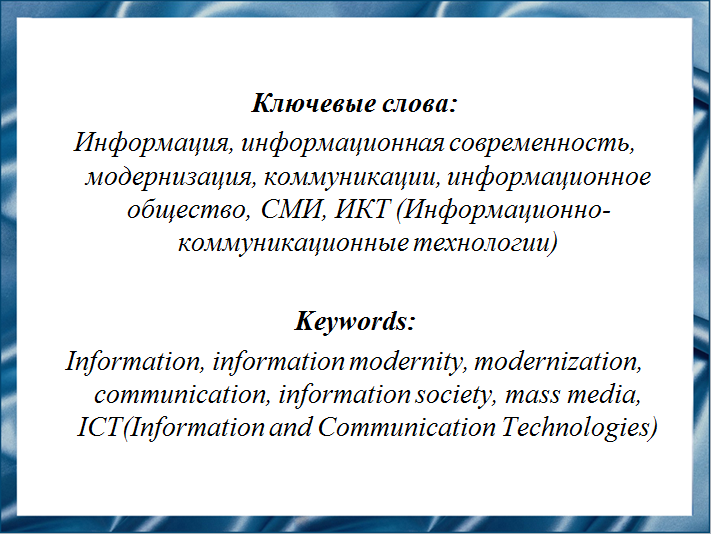 Ключевые слова:
Информация, информационная современность,
модернизация, коммуникации, информационное
общество, СМИ, ИКТ (Информационно-
коммуникационные технологии)
Keywords:
Information, information modernity, modernization,
communication, information society, mass media,
ICT(Information and Communication Technologies)